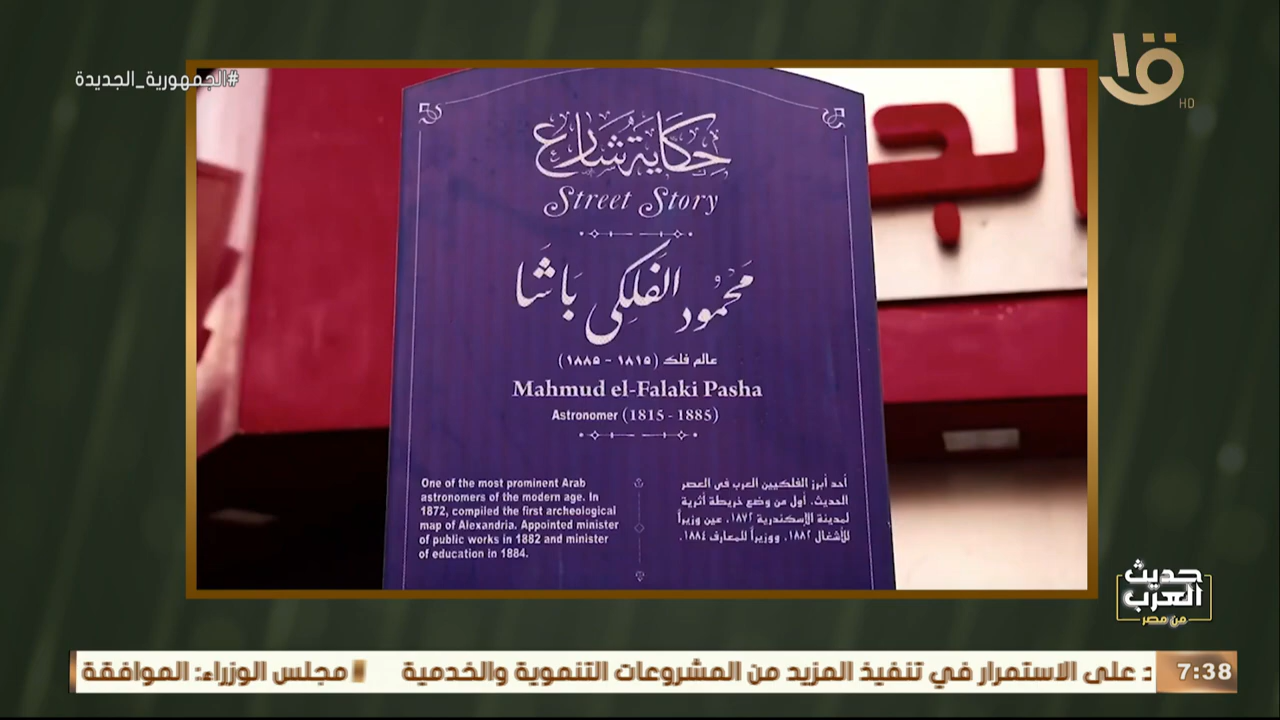 #الجمهورية_الجديدة
HD
الج
حكاية شارع
Street Story
محمود الفلكي باشا
عالم فلك (١٨١٥ - ١٨٨٥)
Mahmud el-Falaki Pasha
Astronomer (1815 - 1885)
One of the most prominent Arab
astronomers of the modern age. In
1872, compiled the first archeological
map of Alexandria. Appointed minister
of public works in 1882 and minister
of education in 1884.
أحد أبرز الفلكيين العرب فى العصر
الحديث. أول من وضع خريطة أثرية
لمدينة الإسكندرية ١٨٧٢. عين وزيراً
للأشغال ١٨٨٢، ووزيراً للمعارف ١٨٨٤.
حديث
العرب
من مصر
د على الاستمرار في تنفيذ المزيد من المشروعات التنموية والخدمية
مجلس الوزراء: الموافقة
7:38